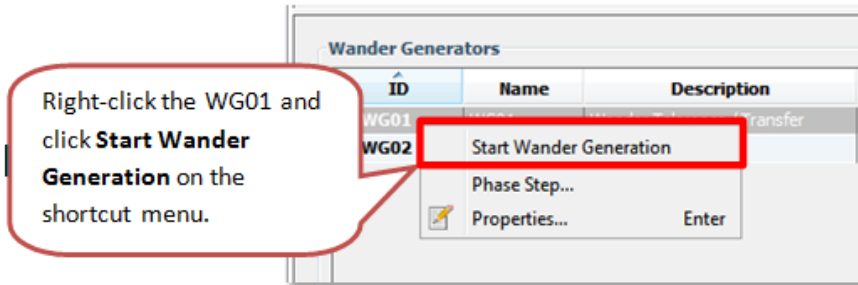 Wander Generators
ID Name Description
WG01
WG02
Right-click the WG01 and
click Start Wander
Generation on the
shortcut menu.
Start Wander Generation
Phase Step...
Properties... Enter